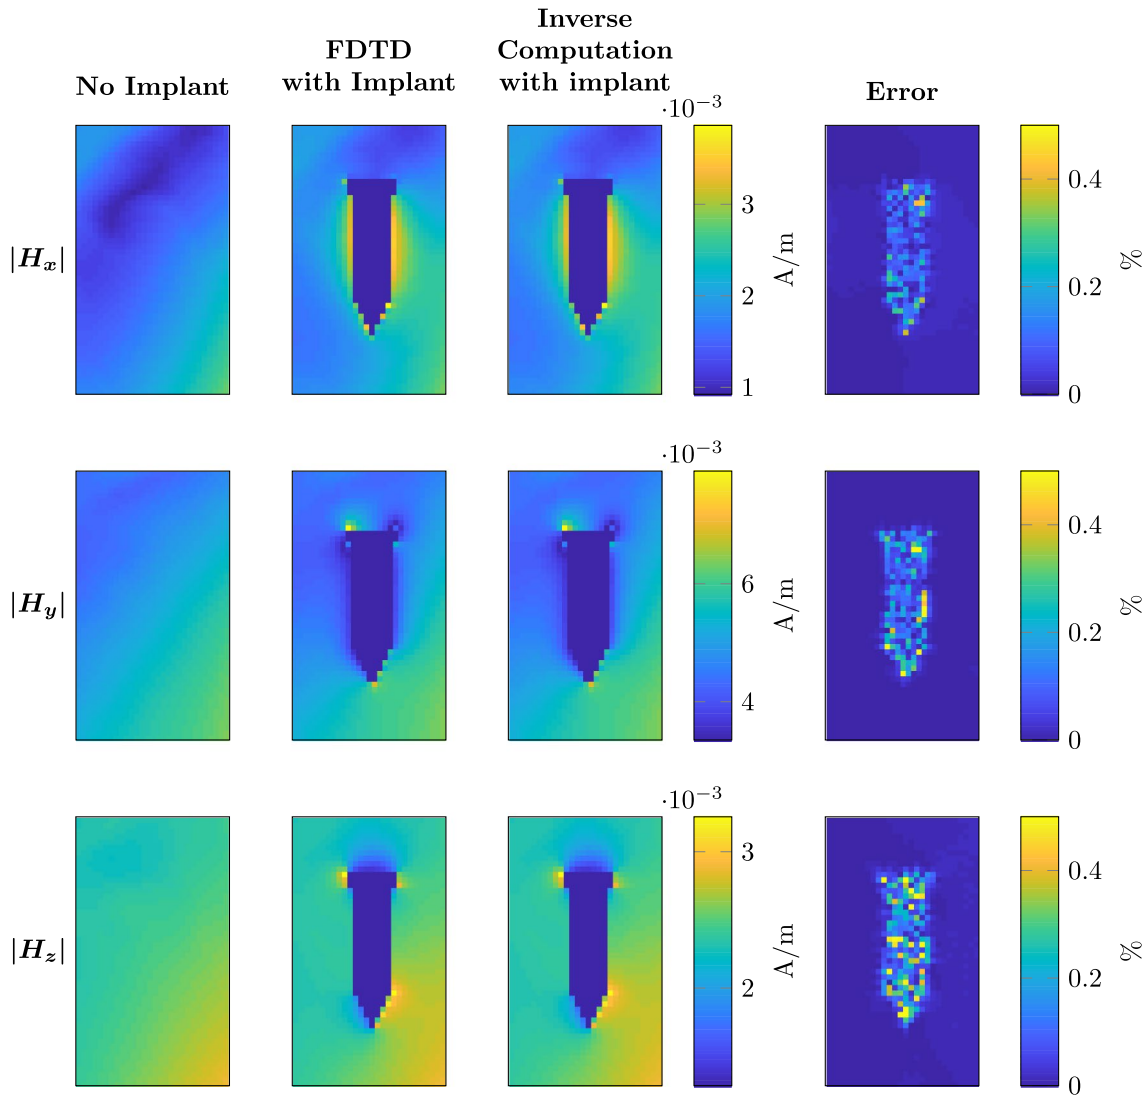 No Implant
FDTD
with Implant
Inverse
Computation
with implant
Error
|Hx|
·10−3
3
2
1
A/m
0.4
0.2
0
%
|Hy|
·10−3
6
4
A/m
0.4
0.2
0
%
|Hz|
·10−3
3
2
A/m
0.4
0.2
0
%